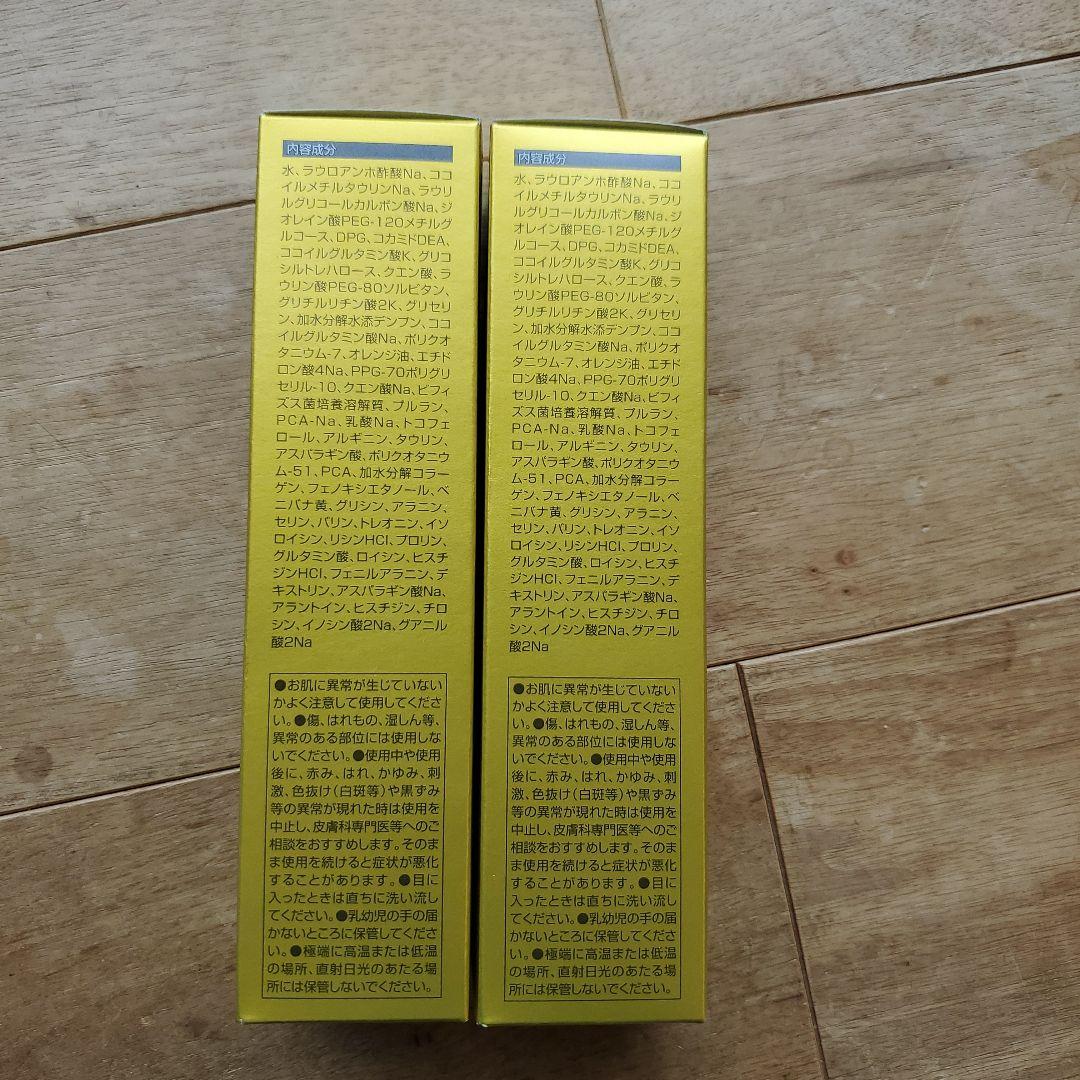 内容成分
水、ラウロアンホ酢酸Na、ココ
イルメチルタウリンNa、ラウリ
ルグリコールカルボン酸Na、ジ
オレイン酸PEG-120メチルグ
ルコース、DPG、コカミドDEA、
ココイルグルタミン酸K、グリコ
シルトレハロース、クエン酸、ラ
ウリン酸PEG-80ソルビタン、
グリチルリチン酸2K、グリセリ
ン、加水分解水添デンプン、ココ
イルグルタミン酸Na、ポリクオ
タニウム-7、オレンジ油、エチド
ロン酸4Na、PPG-70ポリグリ
セリル-10、クエン酸Na、ビフィ
ズス菌培養溶解質、プルラン、
PCA-Na、乳酸Na、トコフェ
ロール、アルギニン、タウリン、
アスパラギン酸、ポリクオタニウ
ム-51、PCA、加水分解コラー
ゲン、フェノキシエタノール、ベ
ニバナ黄、グリシン、アラニン、
セリン、バリン、トレオニン、イソ
ロイシン、リシンHCl、プロリン、
グルタミン酸、ロイシン、ヒスチ
ジンHCl、フェニルアラニン、デ
キストリン、アスパラギン酸Na、
アラントイン、ヒスチジン、チロ
シン、イノシン酸2Na、グアニル
酸2Na
●お肌に異常が生じていない
かよく注意して使用してくださ
い。●傷、はれもの、湿しん等、
異常のある部位には使用しな
いでください。●使用中や使用
後に、赤み、はれ、かゆみ、刺
激、色抜け(白斑等)や黒ずみ
等の異常が現れた時は使用を
中止し、皮膚科専門医等へのご
相談をおすすめします。そのま
ま使用を続けると症状が悪化
することがあります。●目に
入ったときは直ちに洗い流し
てください。●乳幼児の手の届
かないところに保管してくださ
い。●極端に高温または低温
の場所、直射日光のあたる場
所には保管しないでください。
内容成分
水、ラウロアンホ酢酸Na、ココ
イルメチルタウリンNa、ラウリ
ルグリコールカルボン酸Na、ジ
オレイン酸PEG-120メチルグ
ルコース、DPG、コカミドDEA、
ココイルグルタミン酸K、グリコ
シルトレハロース、クエン酸、ラ
ウリン酸PEG-80ソルビタン、
グリチルリチン酸2K、グリセリ
ン、加水分解水添デンプン、ココ
イルグルタミン酸Na、ポリクオ
タニウム-7、オレンジ油、エチド
ロン酸4Na、PPG-70ポリグリ
セリル-10、クエン酸Na、ビフィ
ズス菌培養溶解質、プルラン、
PCA-Na、乳酸Na、トコフェ
ロール、アルギニン、タウリン、
アスパラギン酸、ポリクオタニウ
ム-51、PCA、加水分解コラー
ゲン、フェノキシエタノール、ベ
ニバナ黄、グリシン、アラニン、
セリン、バリン、トレオニン、イソ
ロイシン、リシンHCl、プロリン、
グルタミン酸、ロイシン、ヒスチ
ジンHCl、フェニルアラニン、デ
キストリン、アスパラギン酸Na、
アラントイン、ヒスチジン、チロ
シン、イノシン酸2Na、グアニル
酸2Na
●お肌に異常が生じていない
かよく注意して使用してくださ
い。●傷、はれもの、湿しん等、
異常のある部位には使用しな
いでください。●使用中や使用
後に、赤み、はれ、かゆみ、刺
激、色抜け(白斑等)や黒ずみ
等の異常が現れた時は使用を
中止し、皮膚科専門医等へのご
相談をおすすめします。そのま
ま使用を続けると症状が悪化
することがあります。●目に
入ったときは直ちに洗い流し
てください。●乳幼児の手の届
かないところに保管してくださ
い。●極端に高温または低温
の場所、直射日光のあたる場
所には保管しないでください。